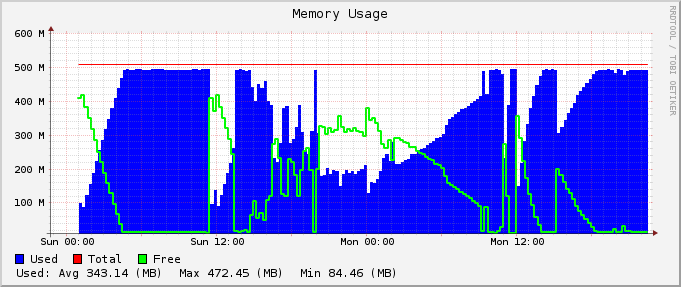 Memory Usage
RRDTOOL / TOBI OETIKER
600 M
500 M
400 M
300 M
200 M
100 M
Sun 00:00 Sun 12:00 Mon 00:00 Mon 12:00
Used Total Free
Used: Avg 343.14 (MB) Max 472.45 (MB) Min 84.46 (MB)